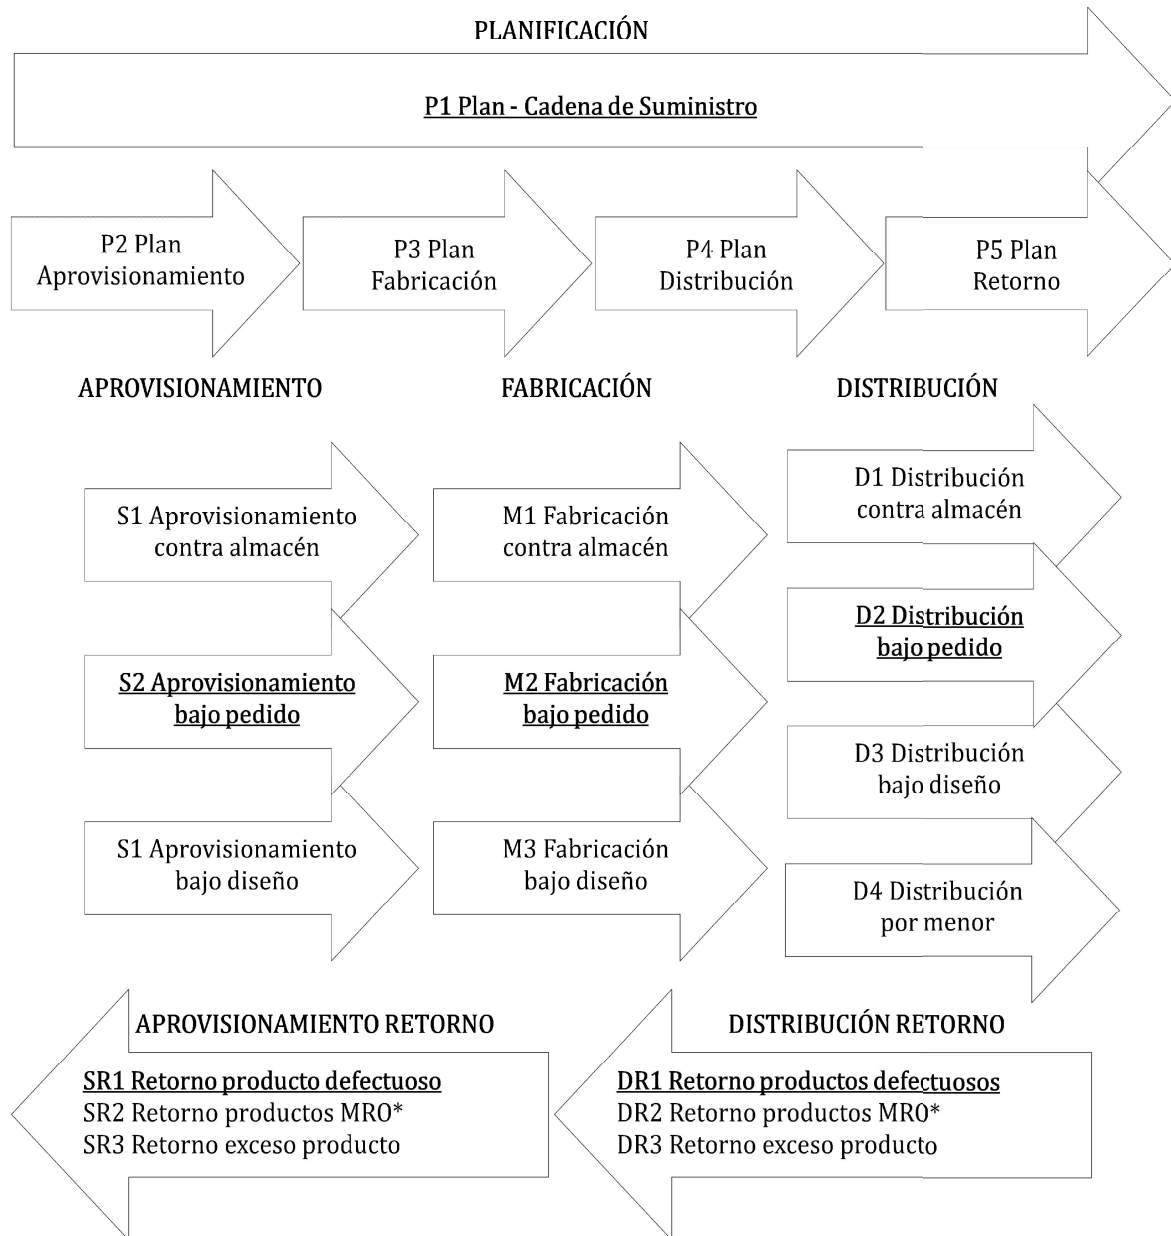 PLANIFICACIÓN
P1 Plan - Cadena de Suministro
P2 Plan
Aprovisionamiento
P3 Plan
Fabricación
P4 Plan
Distribución
P5 Plan
Retorno
APROVISIONAMIENTO
FABRICACIÓN
DISTRIBUCIÓN
S1 Aprovisionamiento
contra almacén
M1 Fabricación
contra almacén
D1 Distribución
contra almacén
S2 Aprovisionamiento
bajo pedido
M2 Fabricación
bajo pedido
D2 Distribución
bajo pedido
D3 Distribución
bajo diseño
S1 Aprovisionamiento
bajo diseño
M3 Fabricación
bajo diseño
D4 Distribución
por menor
APROVISIONAMIENTO RETORNO
SR1 Retorno producto defectuoso
SR2 Retorno productos MRO*
SR3 Retorno exceso producto
DISTRIBUCIÓN RETORNO
DR1 Retorno productos defectuosos
DR2 Retorno productos MRO*
DR3 Retorno exceso producto